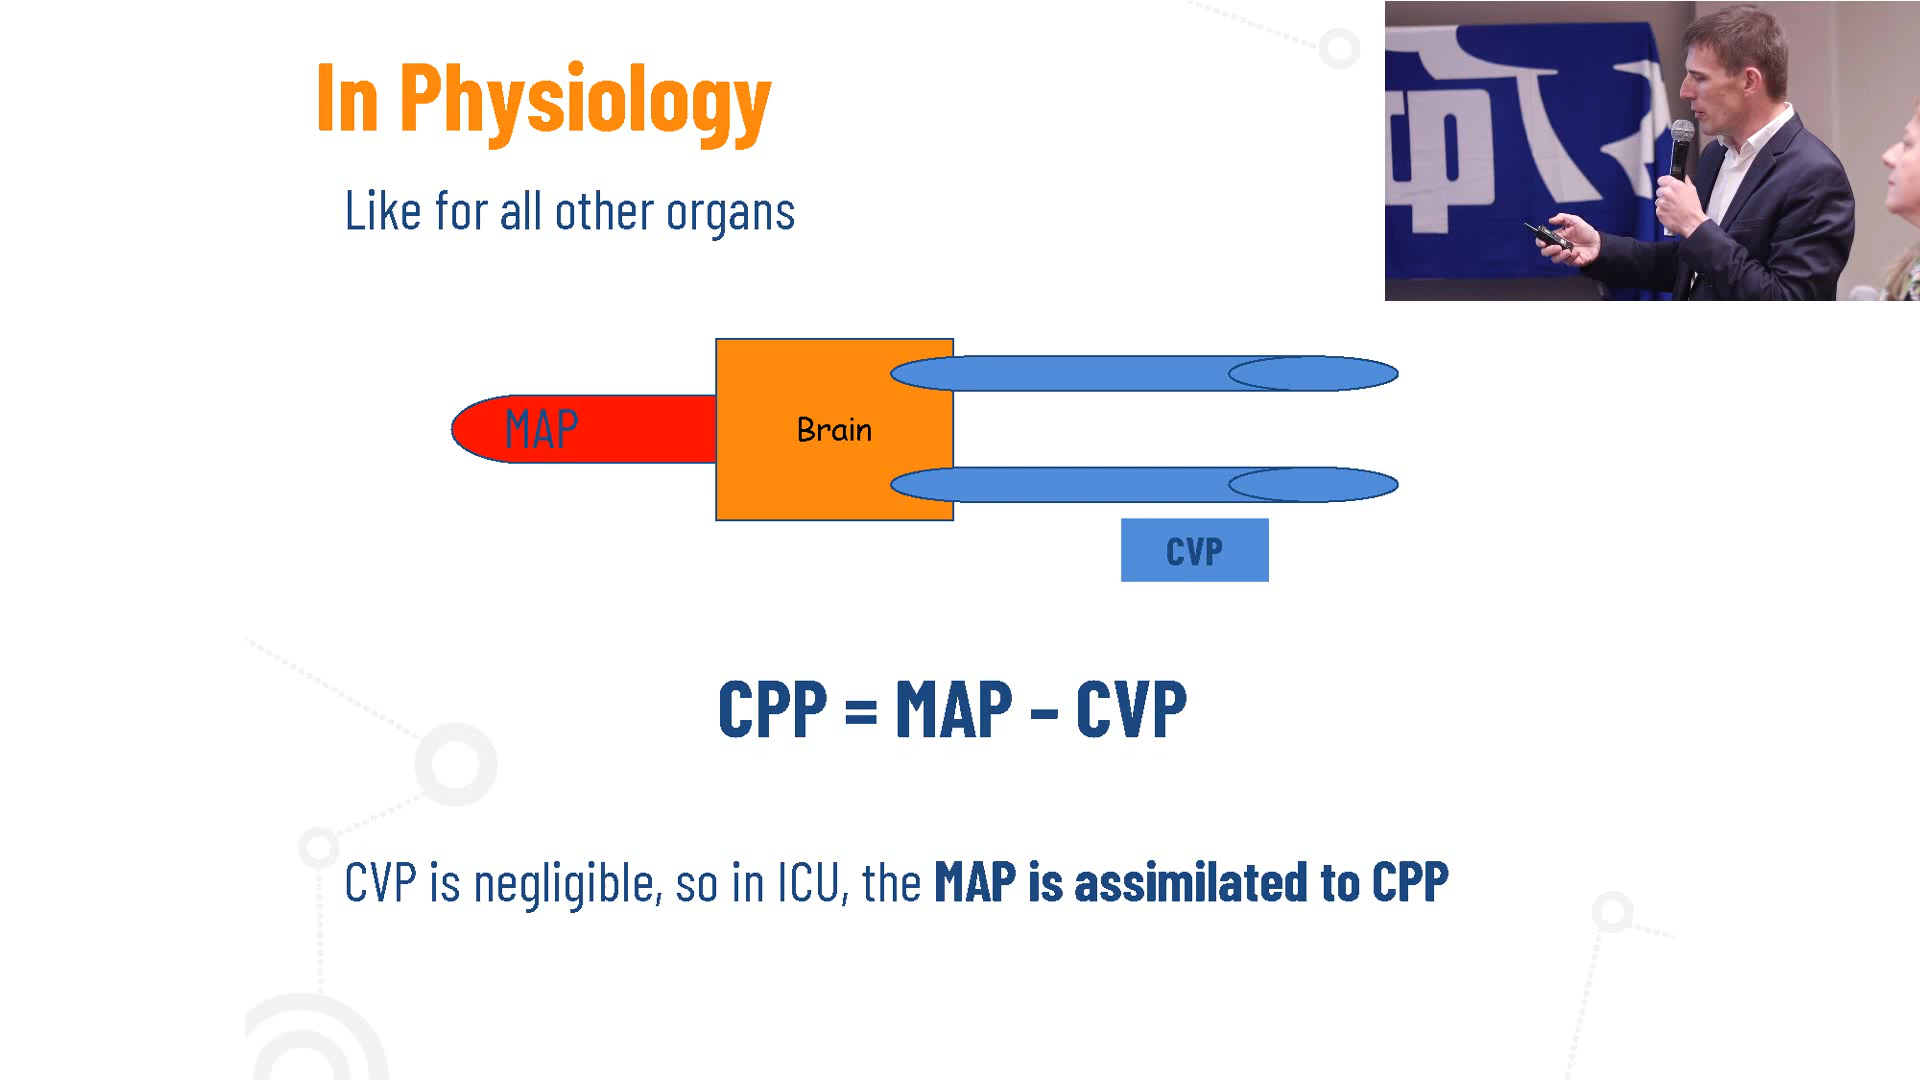 In Physiology
Like for all other organs
MAP
Brain
CVP
CPP = MAP – CVP
CVP is negligible, so in ICU, the MAP is assimilated to CPP